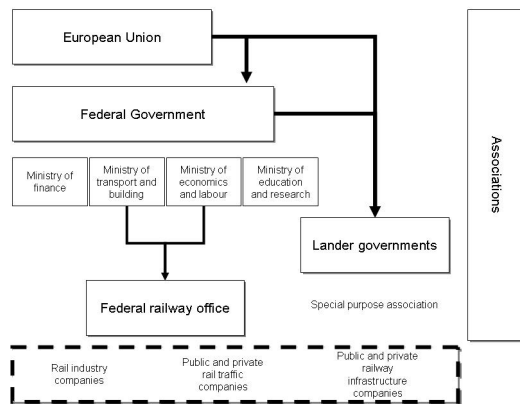 European Union
Federal Government
Ministry of
finance
Ministry of
transport and
building
Ministry of
economics
and labour
Ministry of
education
and research
Lander governments
Federal railway office
Special purpose association
Associations
Rail industry
companies
Public and private
rail traffic
companies
Public and private
railway
infrastructure
companies